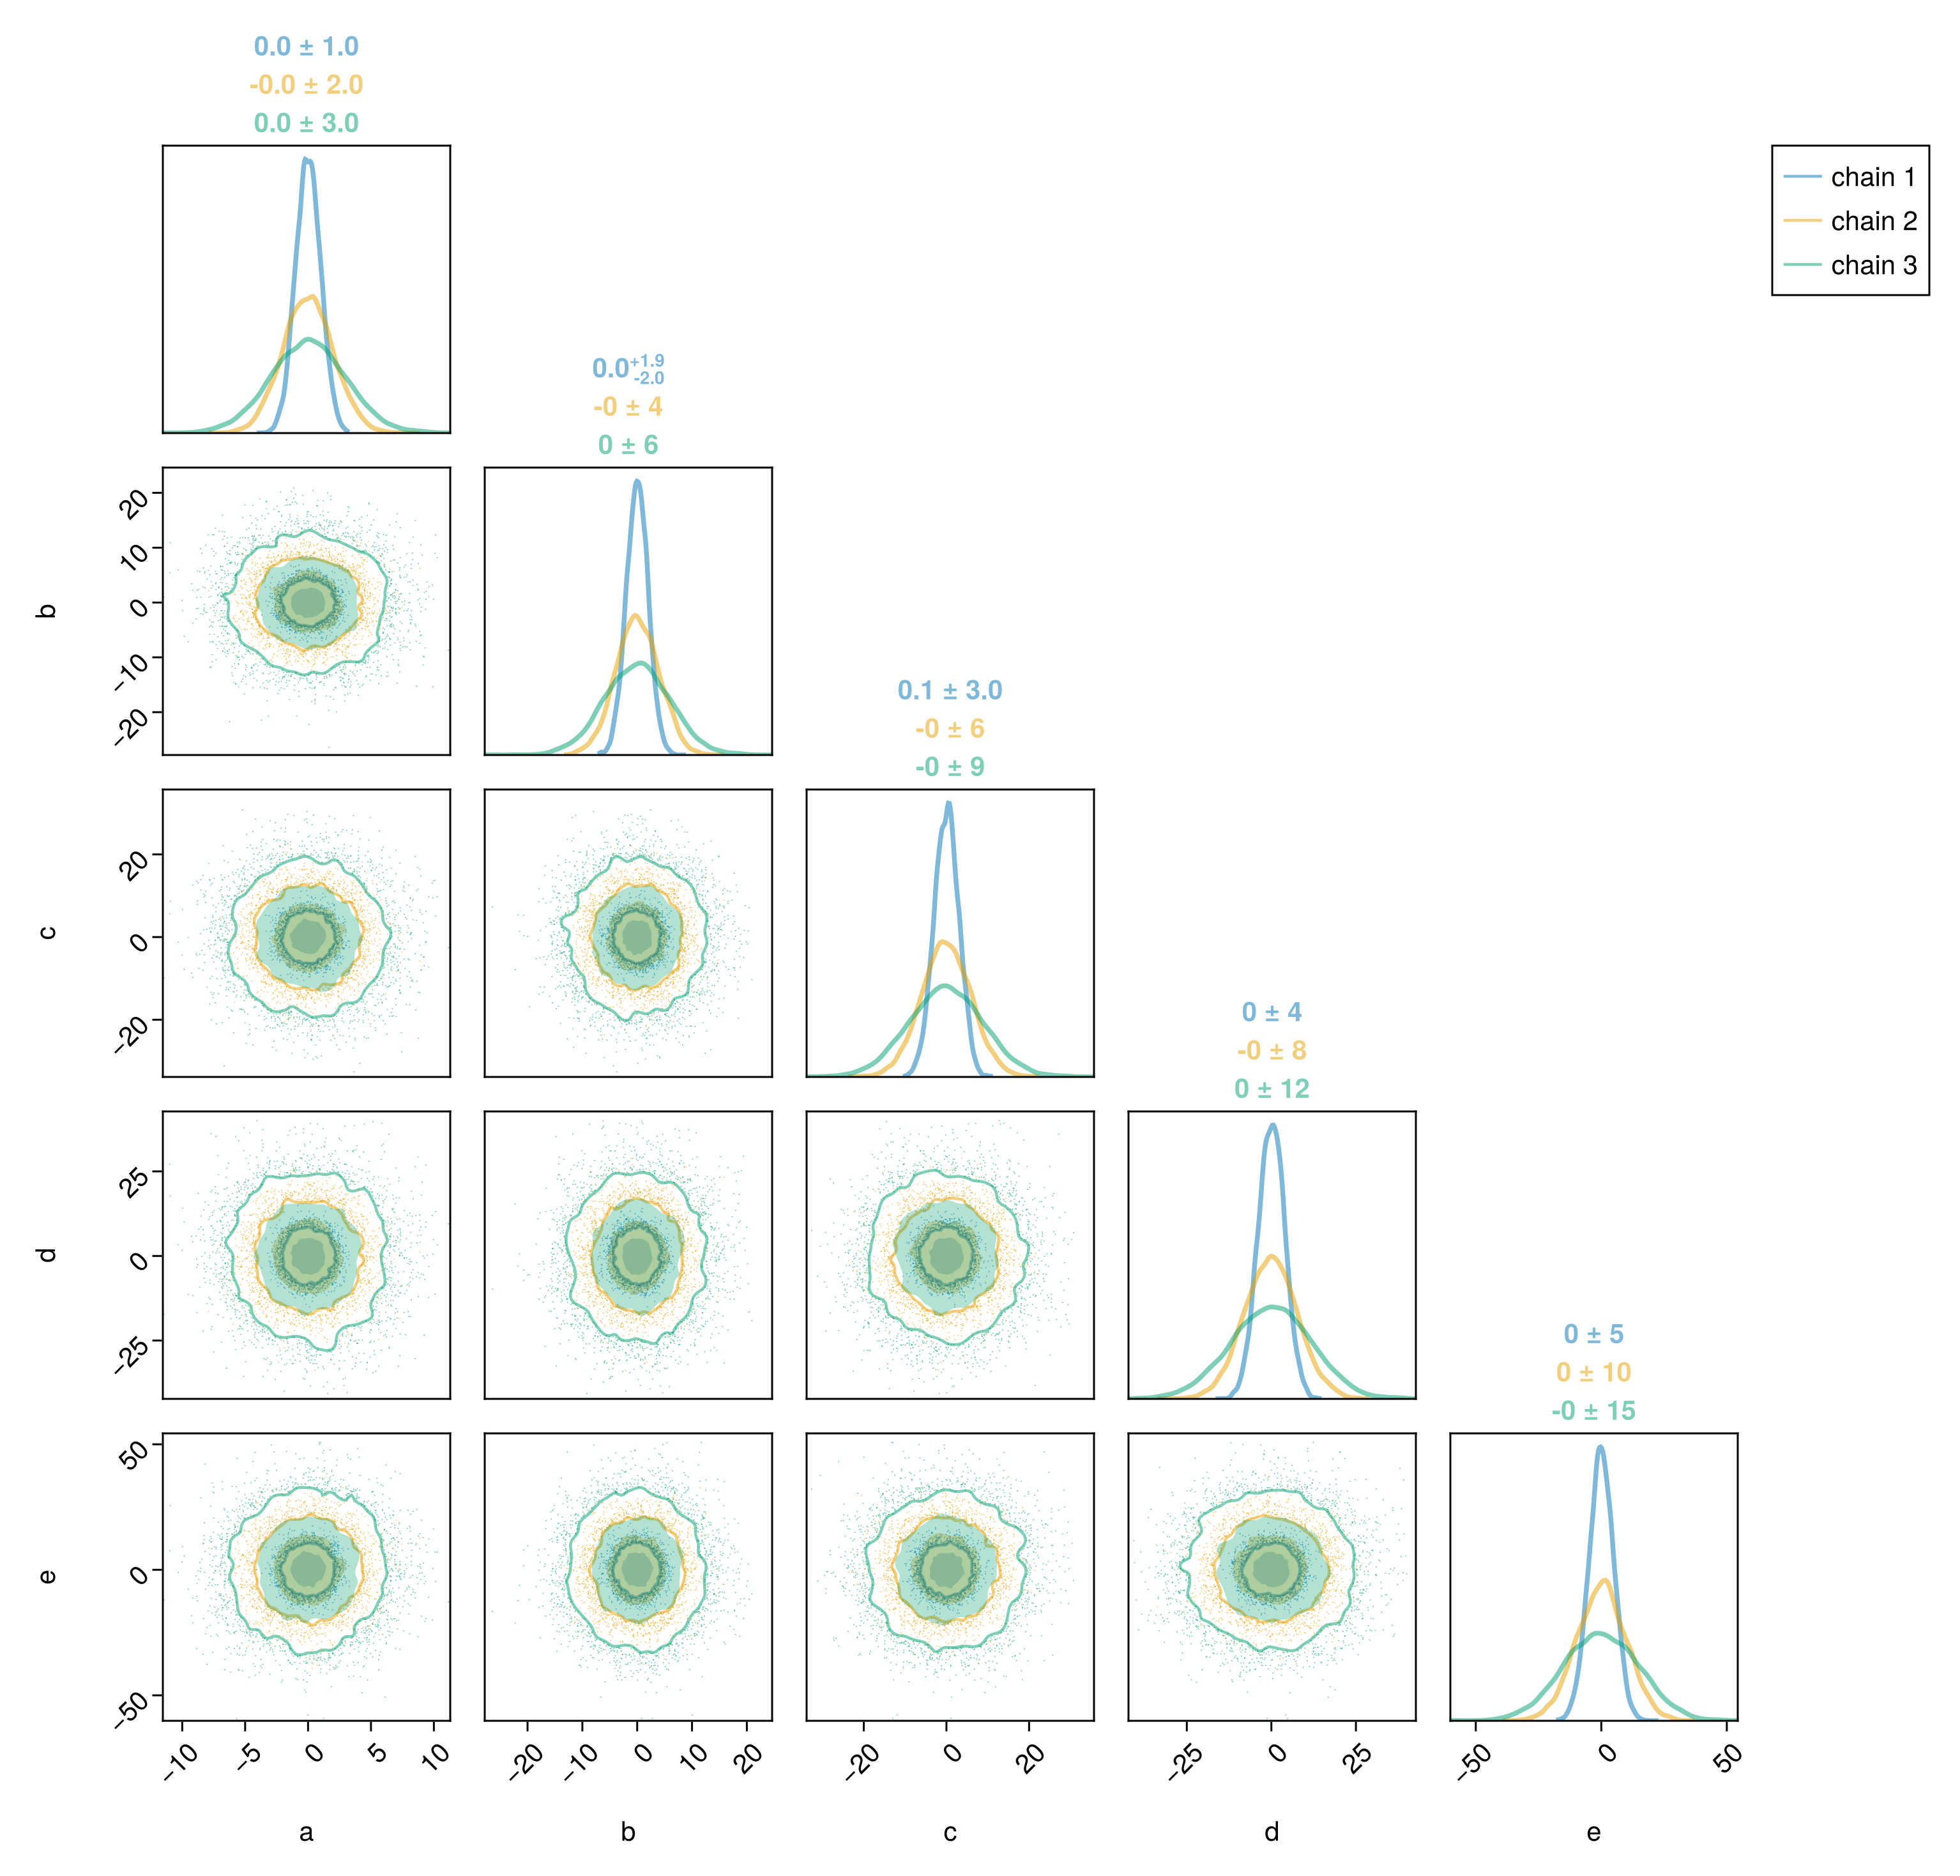 0.0 ± 1.0
-0.0 ± 2.0
0.0 ± 3.0
chain 1
chain 2
chain 3
0.0+1.9-2.0
-0 ± 4
0 ± 6
20
10
0
−10
−20
b
0.1 ± 3.0
-0 ± 6
-0 ± 9
20
0
−20
c
0 ± 4
-0 ± 8
0 ± 12
25
0
−25
d
0 ± 5
0 ± 10
-0 ± 15
50
0
−50
e
−10 −5 0 5 10
−20 −10 0 10 20
−20 0 20
−25 0 25
−50 0 50
a b c d e